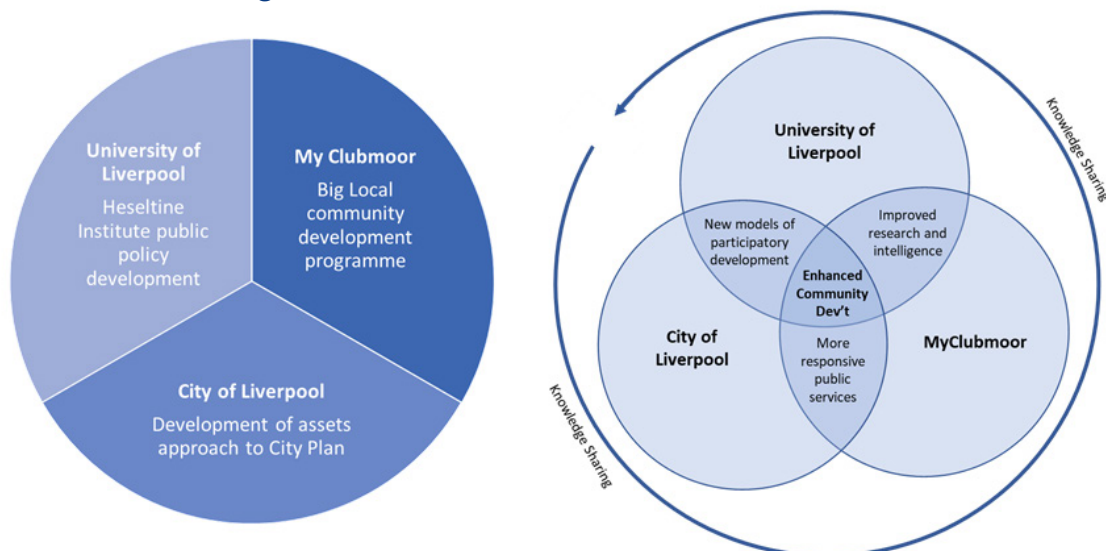 University of
Liverpool
Heseltine
Institute public
policy
development
My Clubmoor
Big Local
community
development
programme
City of Liverpool
Development of assets
approach to City Plan
University of
Liverpool
New models of
participatory
development
Improved
research and
intelligence
Enhanced
Community
Dev't
City of
Liverpool
More
responsive
public
services
MyClubmoor
Knowledge Sharing
Knowledge Sharing